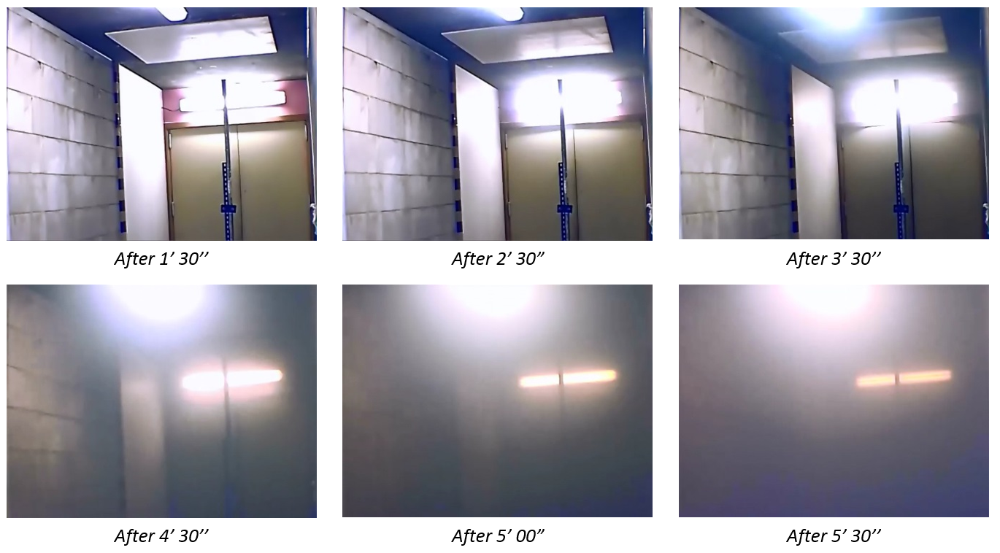 After 1’ 30’’
After 2’ 30”
After 3’ 30’’
After 4’ 30’’
After 5’ 00”
After 5’ 30’’